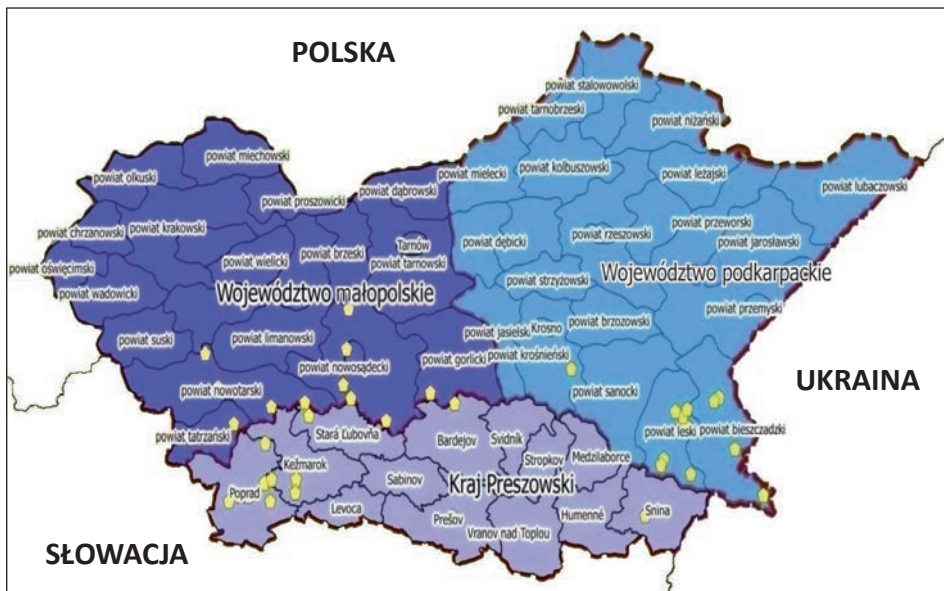 POLSKA
powiat stalowowolski
powiat tarnobrzeski
powiat niżański
powiat miechowski
powiat olkuski
powiat mielecki
powiat kolbuszowski
powiat leżajski
powiat dąbrowski
powiat lubaczowski
powiat proszowicki
powiat chrzanowski
powiat krakowski
powiat przeworski
powiat rzeszowski
powiat dębicki
powiat jarosławski
Tarnów
powiat brzeski
powiat wielicki
powiat tarnowski
powiat oświęcimski
Województwo podkarpackie
powiat strzyżowski
powiat wadowicki
Województwo małopolskie
powiat przemyski
powiat brzozowski
powiat jasielski
Krosno
powiat suski
powiat limanowski
powiat gorlicki
powiat krośnieński
powiat nowosądecki
UKRAINA
powiat nowotarski
powiat sanocki
powiat leski
powiat bieszczadzki
powiat tatrzański
Stará Ľubovňa
Bardejov
Svidník
Medzilaborce
Stropkov
Kežmarok
Sabinov
Kraj Preszowski
Poprad
Levoca
Prešov
Humenné
Snina
Vranov nad Toplou
SŁOWACJA